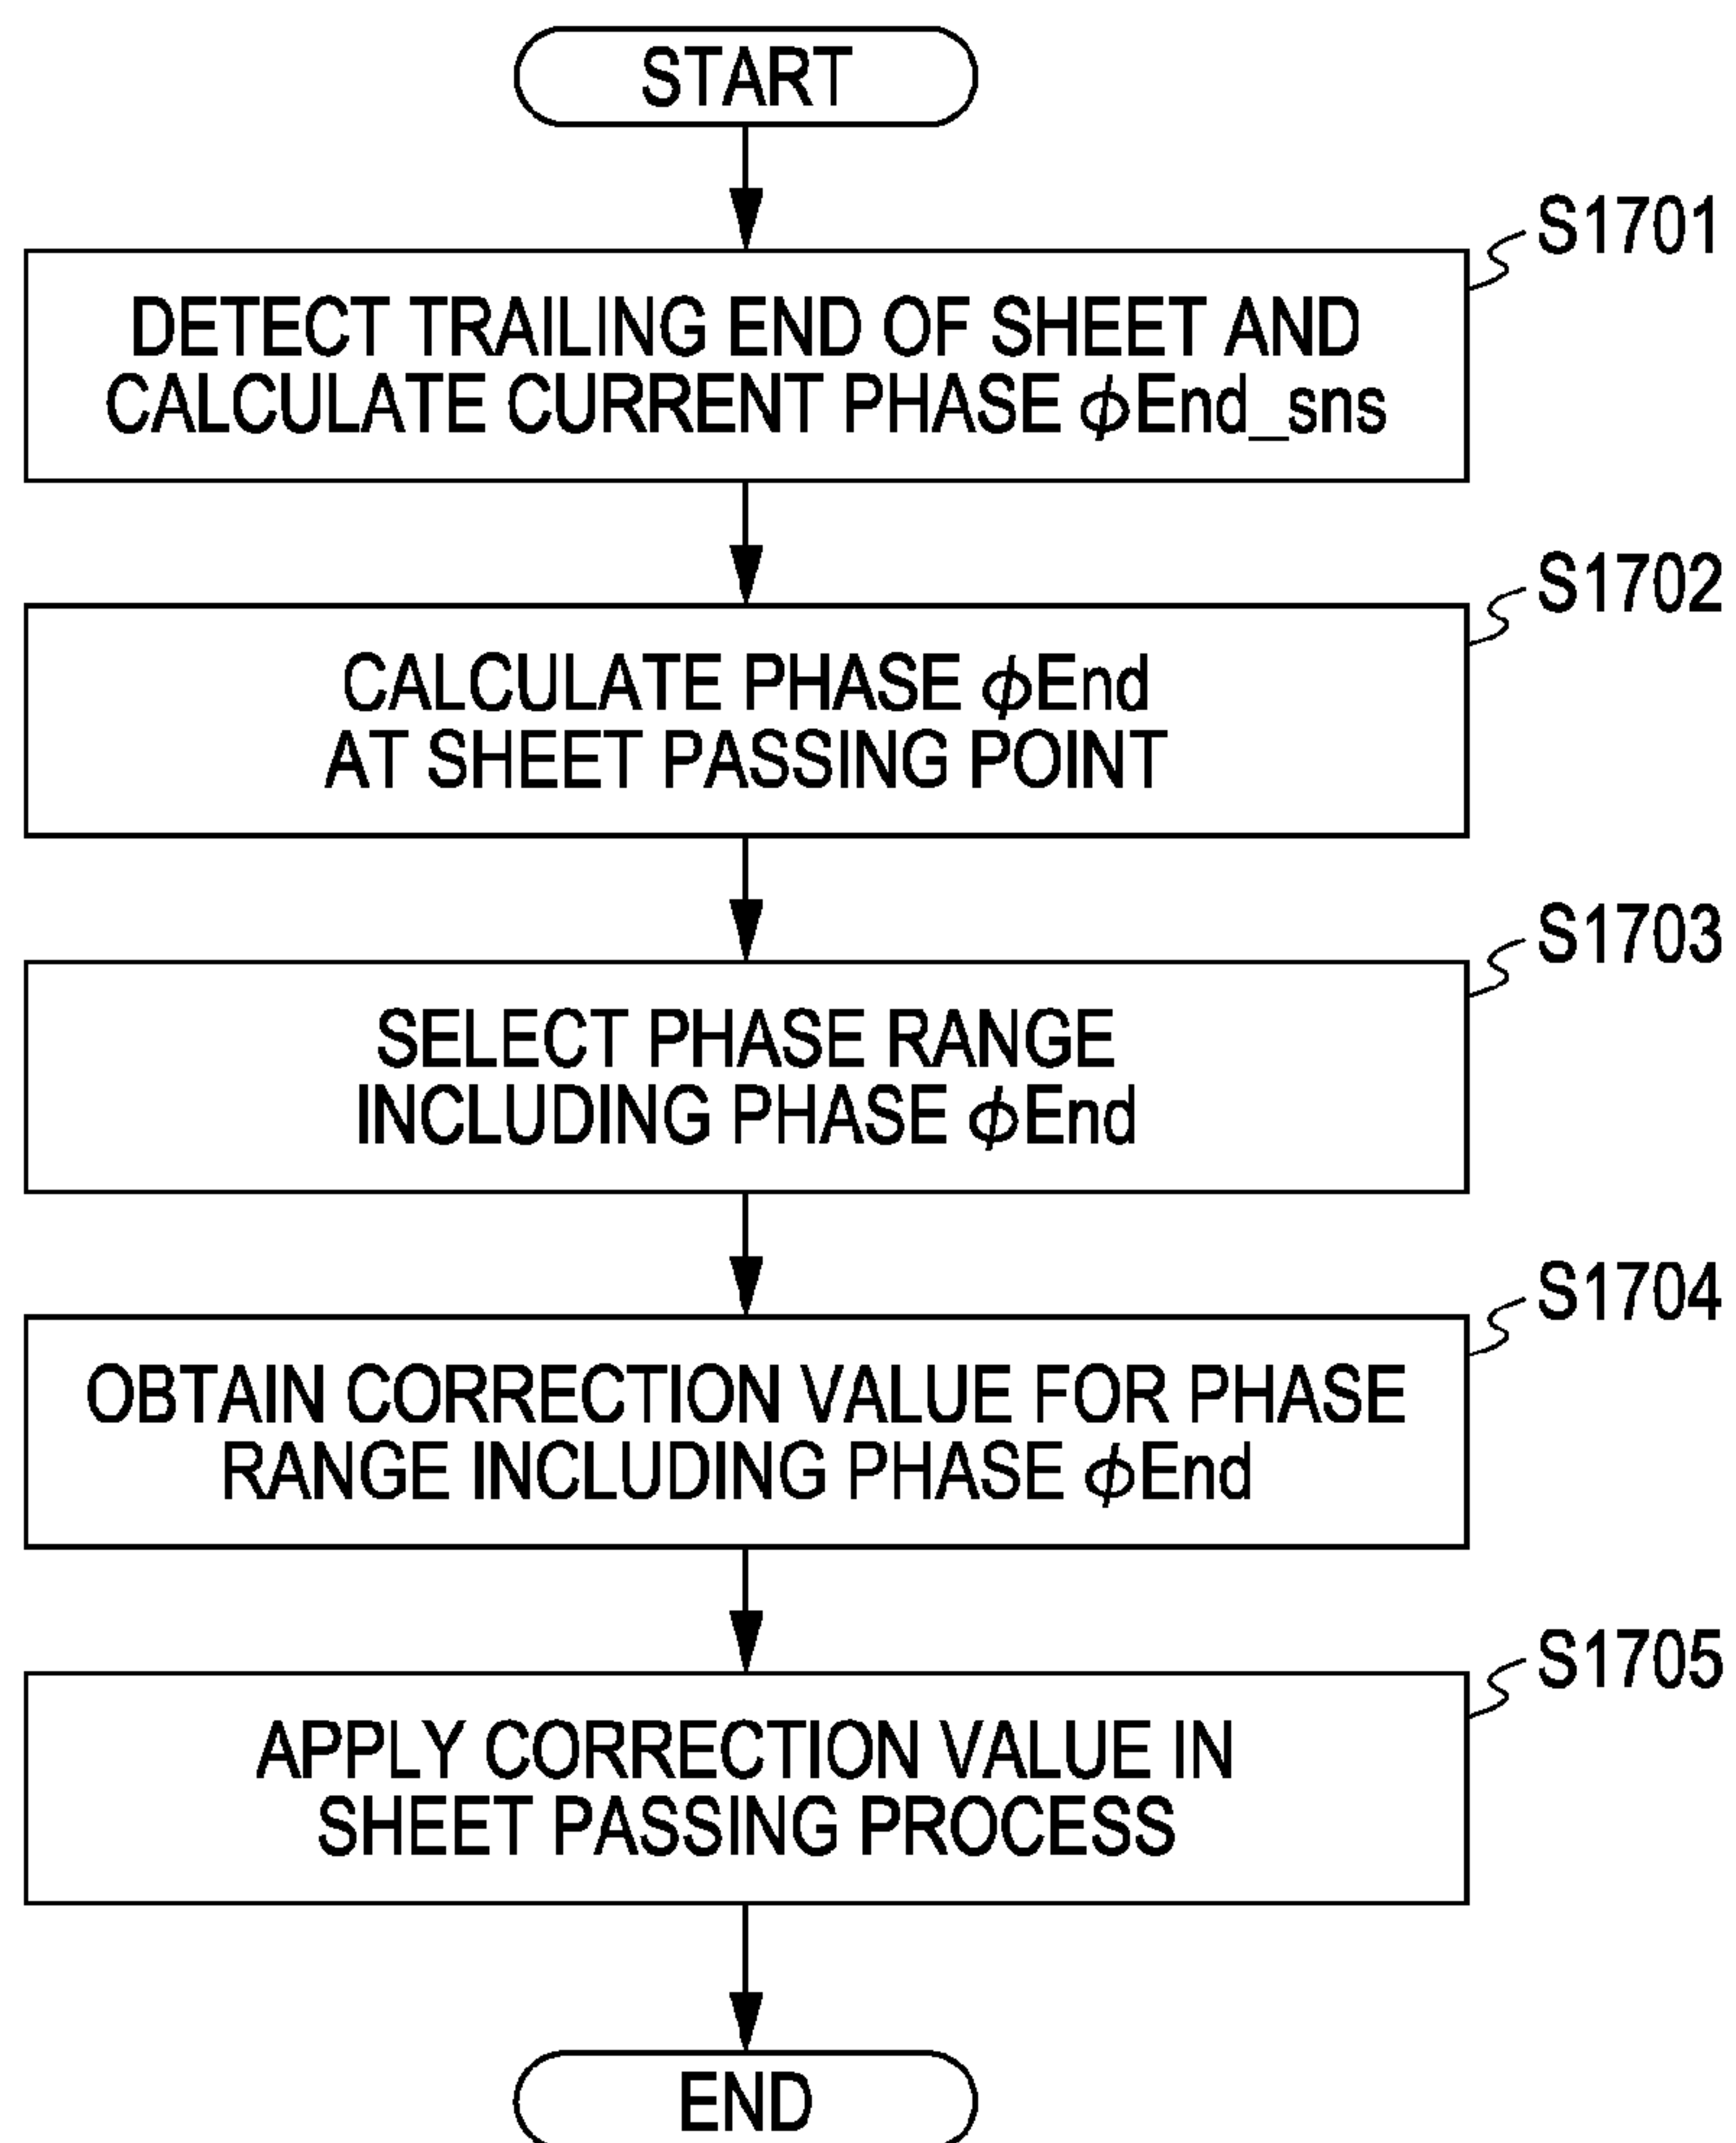 START
S1701
DETECT TRAILING END OF SHEET AND
CALCULATE CURRENT PHASE ϕEnd_sns
S1702
CALCULATE PHASE ϕEnd
AT SHEET PASSING POINT
S1703
SELECT PHASE RANGE
INCLUDING PHASE ϕEnd
S1704
OBTAIN CORRECTION VALUE FOR PHASE
RANGE INCLUDING PHASE ϕEnd
S1705
APPLY CORRECTION VALUE IN
SHEET PASSING PROCESS
END